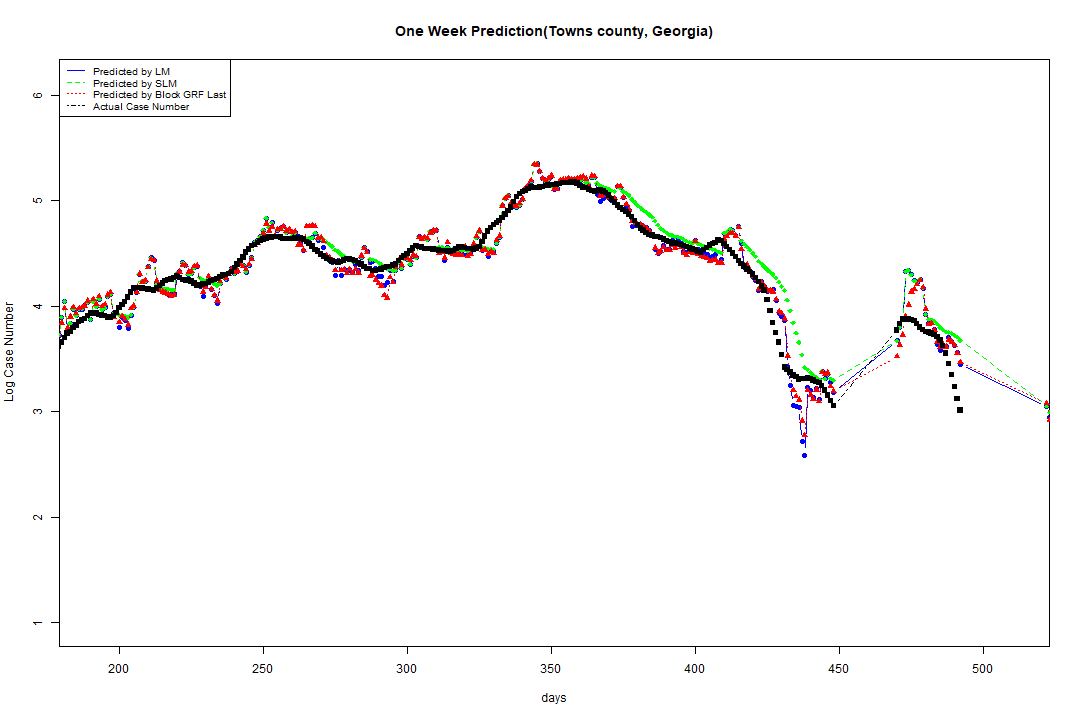 One Week Prediction(Towns county, Georgia)
Predicted by LM
Predicted by SLM
Predicted by Block GRF Last
Actual Case Number
Log Case Number
6
5
4
3
2
1
200 250 300 350 400 450 500
days